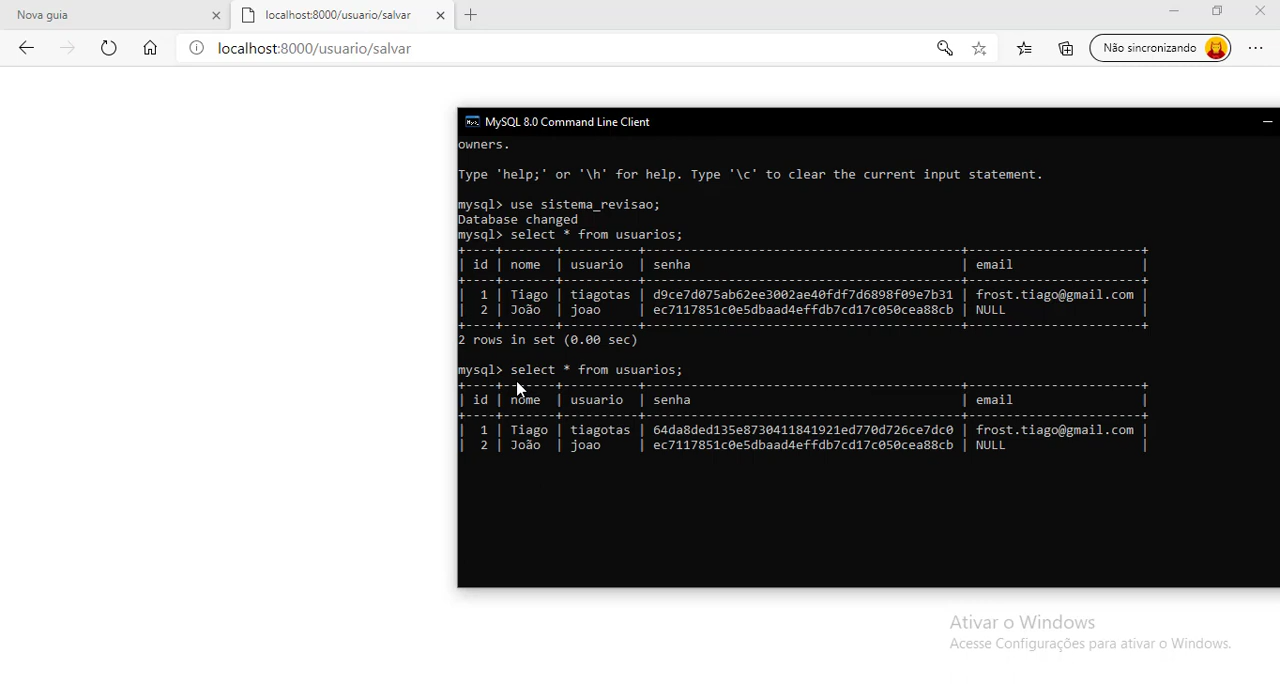 Nova guia
localhost:8000/usuario/salvar
localhost:8000/usuario/salvar
Não sincronizando
MySQL 8.0 Command Line Client
owners.
Type 'help;' or '\h' for help. Type '\c' to clear the current input statement.
mysql> use sistema_revisao;
Database changed
mysql> select * from usuarios;
+----+-------+----------+------------------------------------------+------------------------+
| id | nome  | usuario  | senha                                    | email                  |
+----+-------+----------+------------------------------------------+------------------------+
|  1 | Tiago | tiagotas | d9ce7d075ab62ee3002ae40fdf7d6898f09e7b31 | frost.tiago@gmail.com |
|  2 | João  | joao     | ec7117851c0e5dbaad4effdb7cd17c050cea88cb | NULL                  |
+----+-------+----------+------------------------------------------+------------------------+
2 rows in set (0.00 sec)
mysql> select * from usuarios;
+----+-------+----------+------------------------------------------+------------------------+
| id | nome  | usuario  | senha                                    | email                  |
+----+-------+----------+------------------------------------------+------------------------+
|  1 | Tiago | tiagotas | 64da8ded135e8730411841921ed770d726ce7dc0 | frost.tiago@gmail.com |
|  2 | João  | joao     | ec7117851c0e5dbaad4effdb7cd17c050cea88cb | NULL                  |
Ativar o Windows
Acesse Configurações para ativar o Windows.